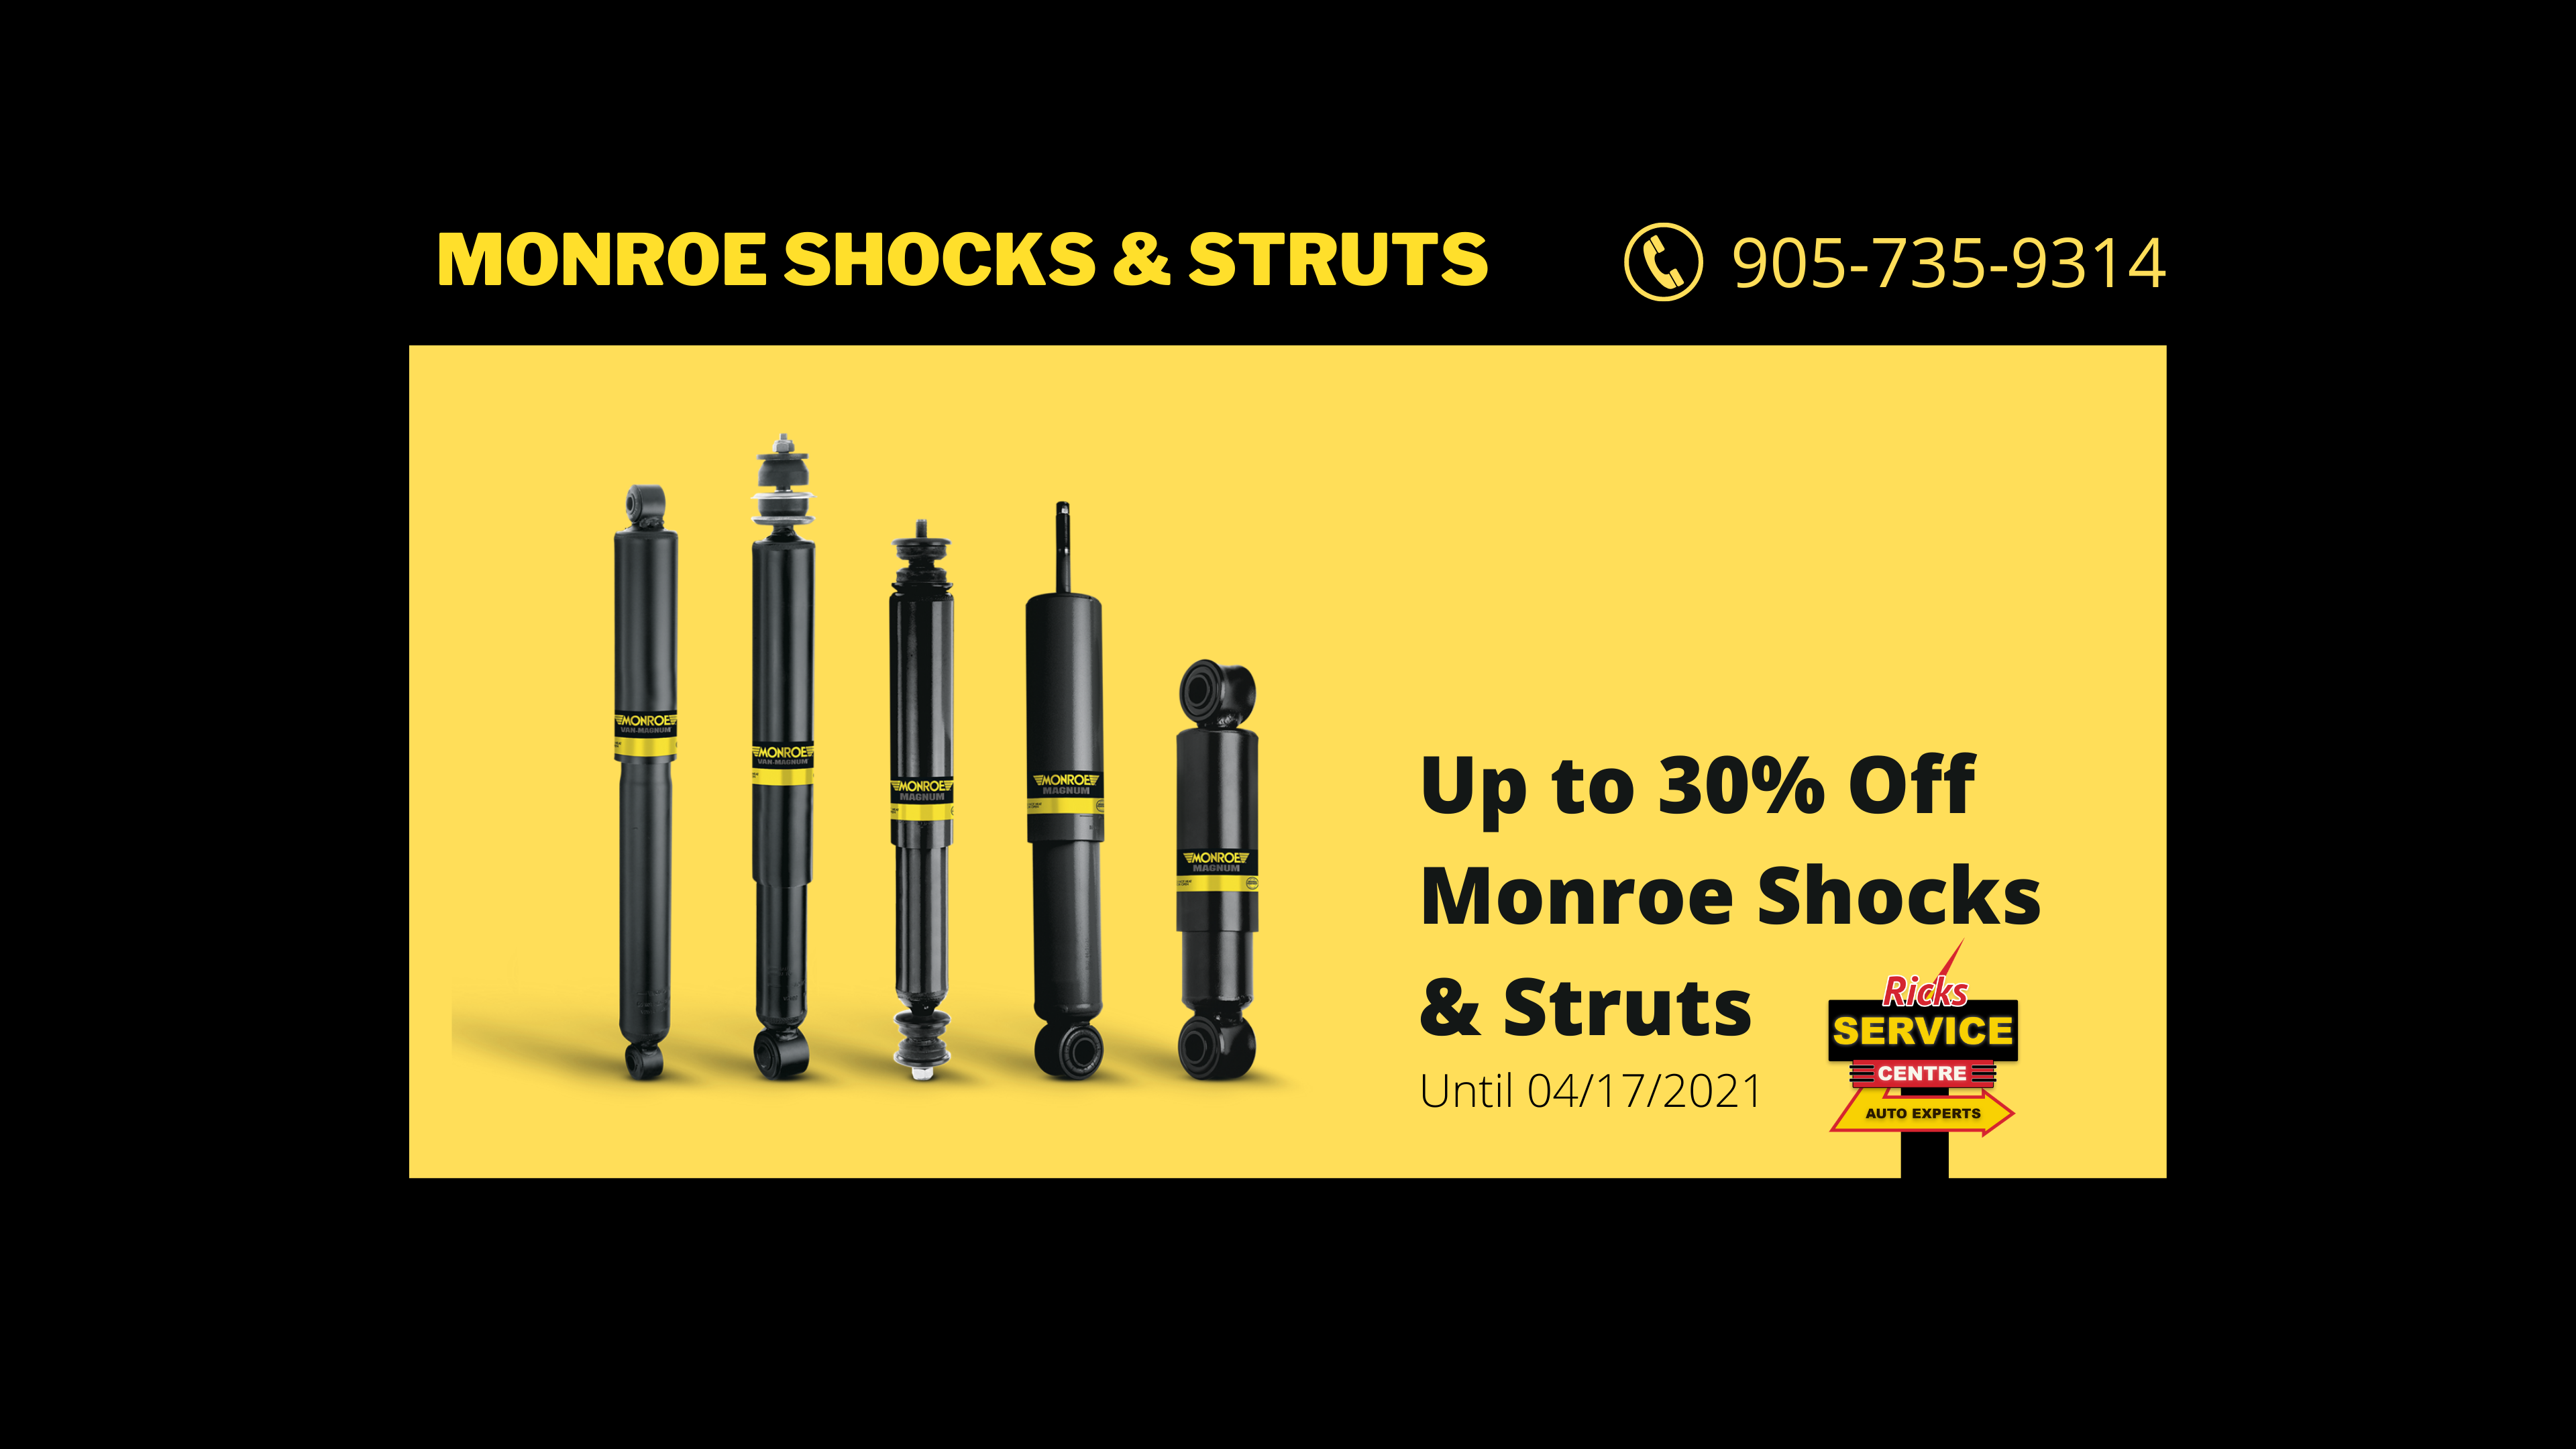 MONROE SHOCKS & STRUTS
905-735-9314
MONROE
VAN-MAGNUM
MONROE
VAN-MAGNUM
MONROE
MAGNUM
MONROE
MAGNUM
MONROE
MAGNUM
Up to 30% Off
Monroe Shocks
& Struts
Until 04/17/2021
Ricks
SERVICE
CENTRE
AUTO EXPERTS